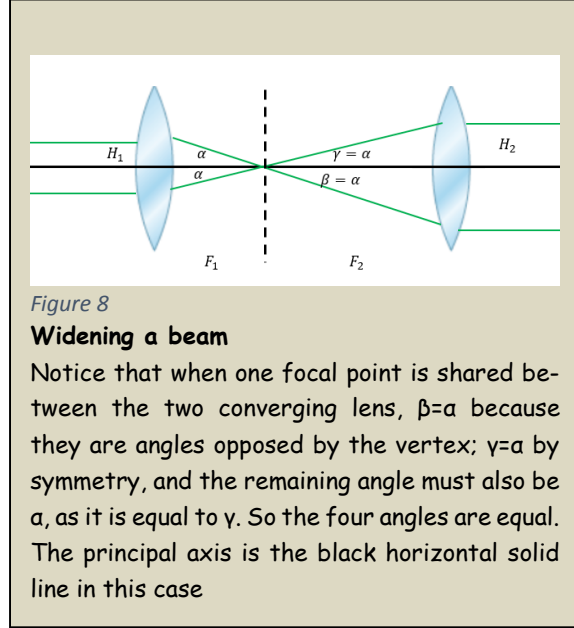 H₁ α γ = α H₂
α β = α
F₁ F₂
Figure 8
Widening a beam
Notice that when one focal point is shared be-
tween the two converging lens, β=α because
they are angles opposed by the vertex; γ=α by
symmetry, and the remaining angle must also be
α, as it is equal to γ. So the four angles are equal.
The principal axis is the black horizontal solid
line in this case